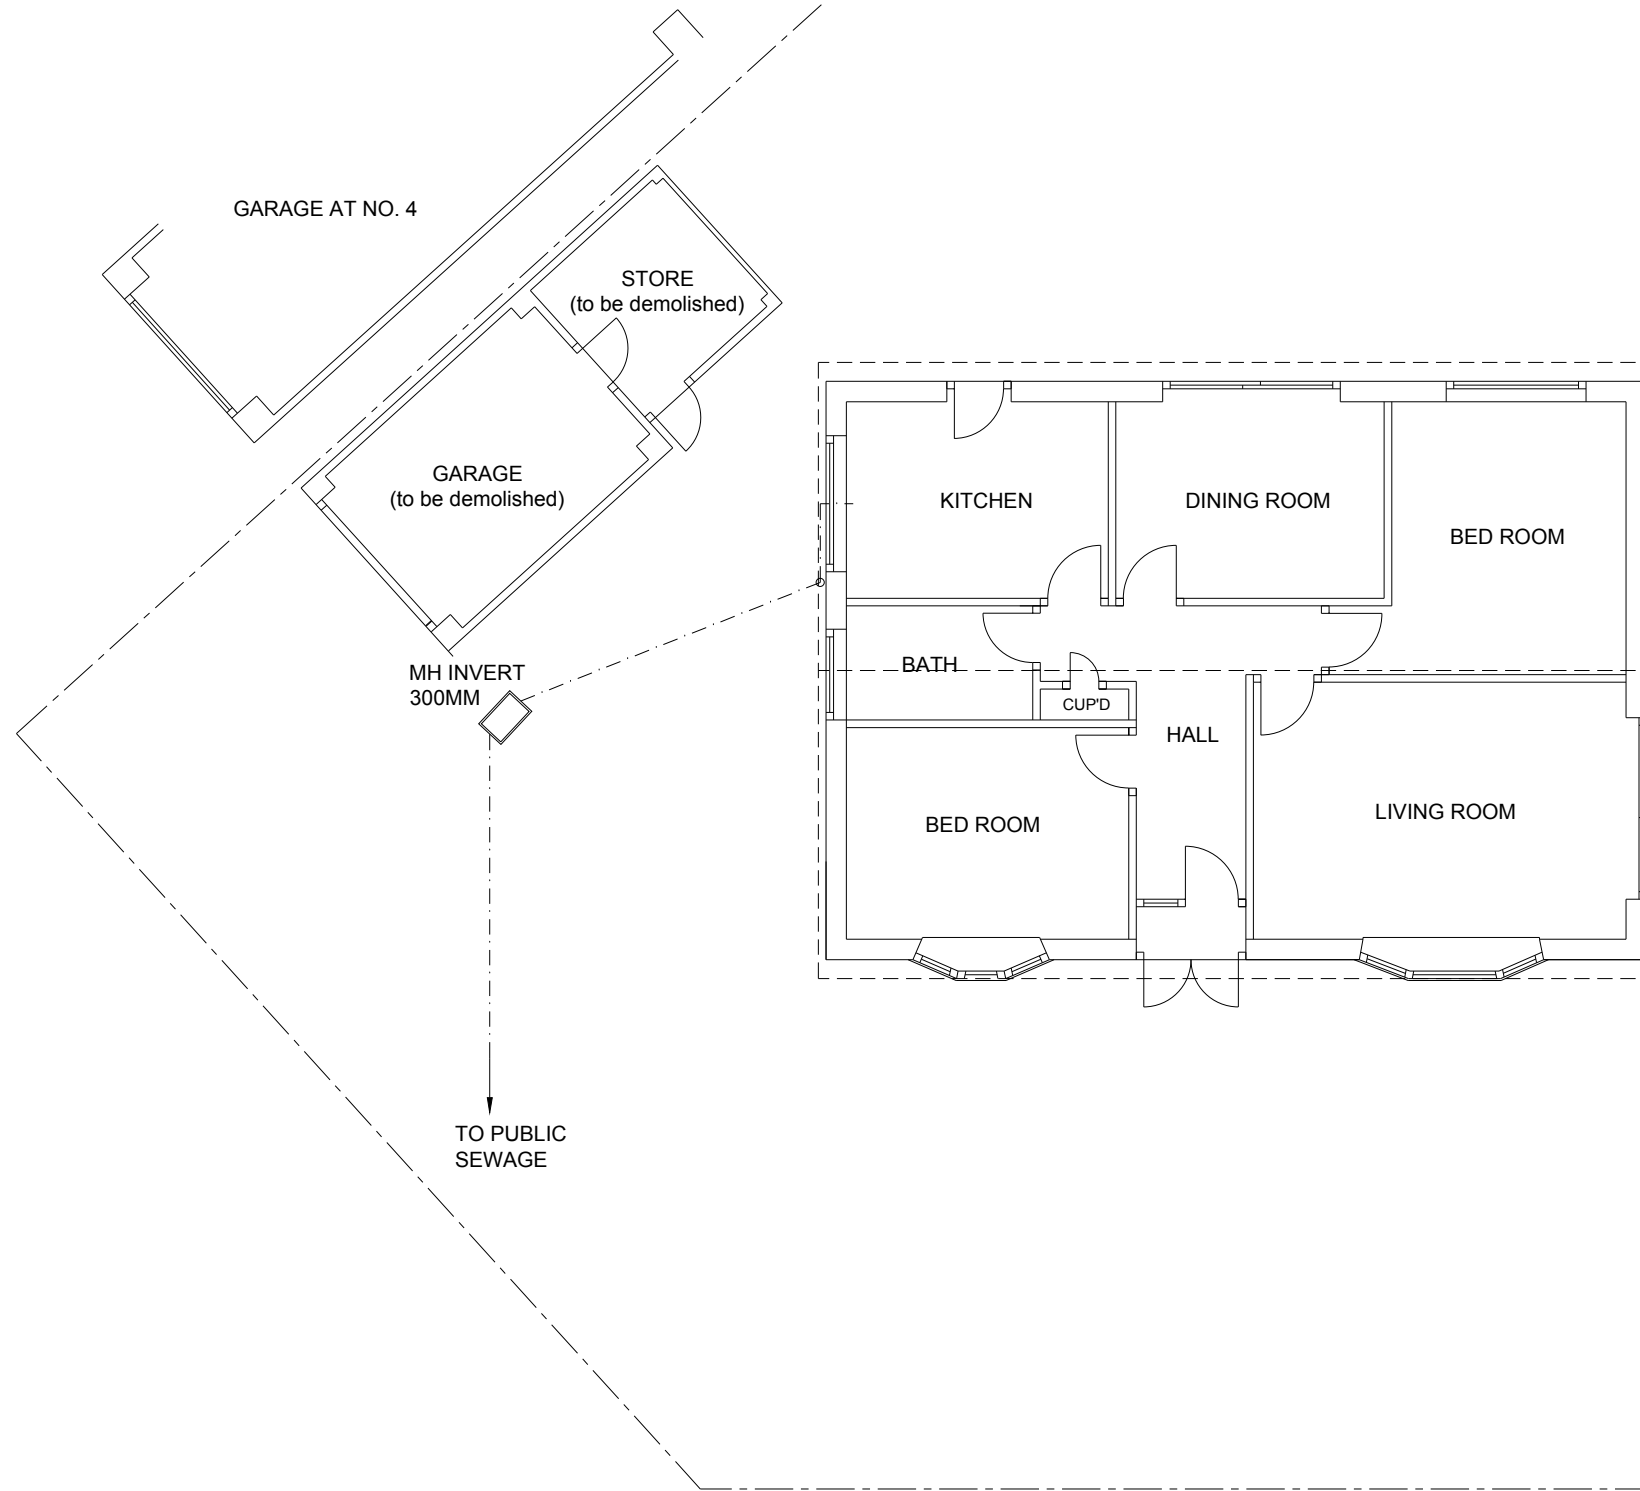 GARAGE AT NO. 4
STORE
(to be demolished)
GARAGE
(to be demolished)
KITCHEN
DINING ROOM
BED ROOM
BATH
MH INVERT
300MM
CUP'D
HALL
BED ROOM
LIVING ROOM
TO PUBLIC
SEWAGE